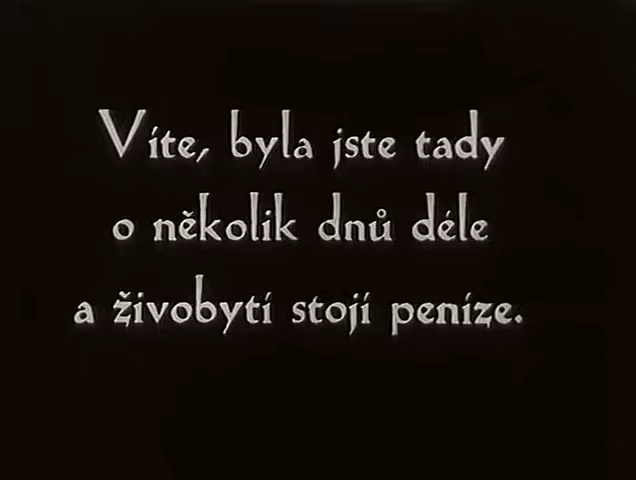 Víte, byla jste tady
o několik dnů déle
a živobytí stojí peníze.